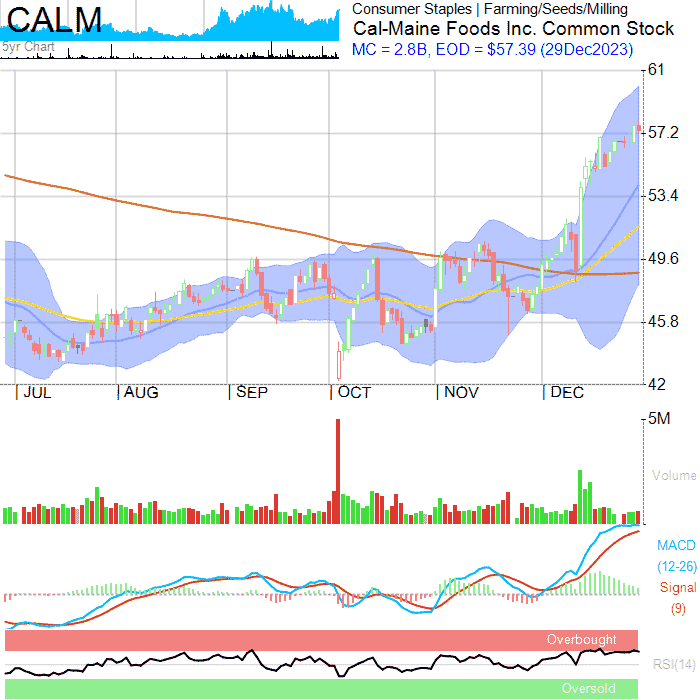 CALM
5yr Chart
Consumer Staples | Farming/Seeds/Milling
Cal-Maine Foods Inc. Common Stock
MC = 2.8B, EOD = $57.39 (29Dec2023)
61
57.2
53.4
49.6
45.8
42
|JUL |AUG |SEP |OCT |NOV |DEC
5M
Volume
MACD
(12-26)
Signal
(9)
Overbought
RSI(14)
Oversold